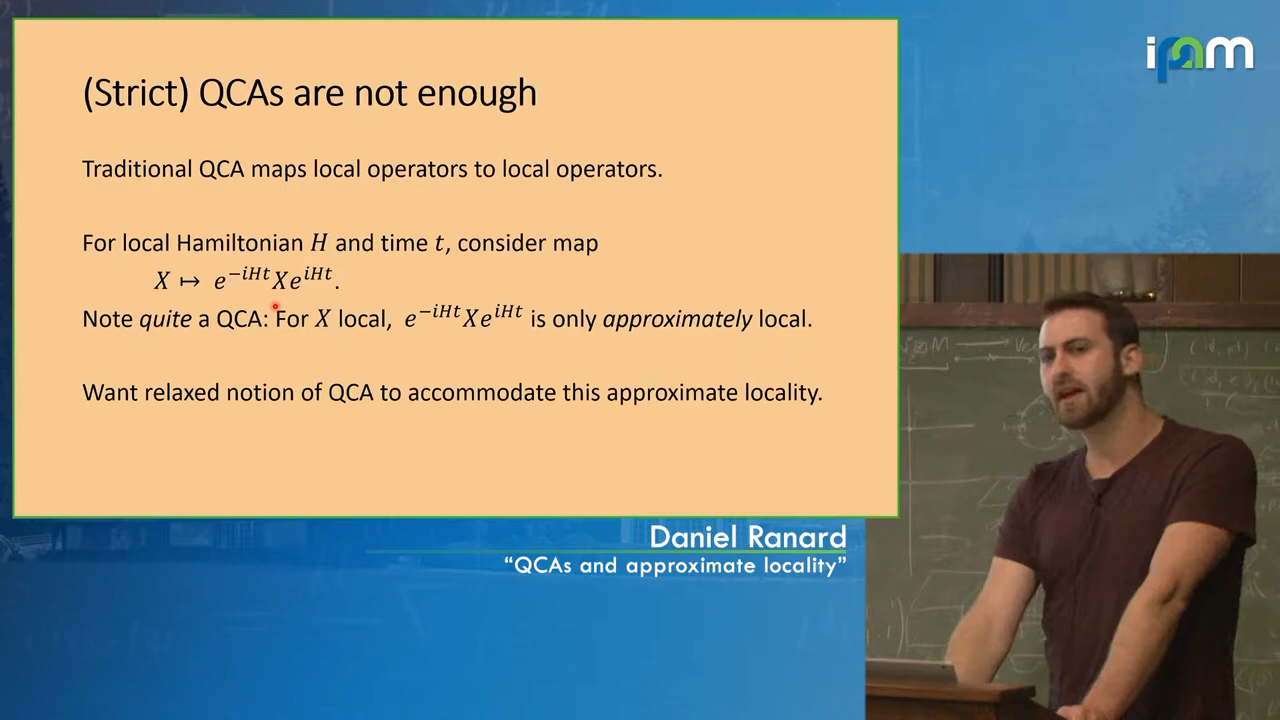 ipam
(Strict) QCAs are not enough
Traditional QCA maps local operators to local operators.
For local Hamiltonian H and time t, consider map
X ↦ e^{−iHt}Xe^{iHt}.
Note quite a QCA: For X local, e^{−iHt}Xe^{iHt} is only approximately local.
Want relaxed notion of QCA to accommodate this approximate locality.
Daniel Ranard
“QCAs and approximate locality”